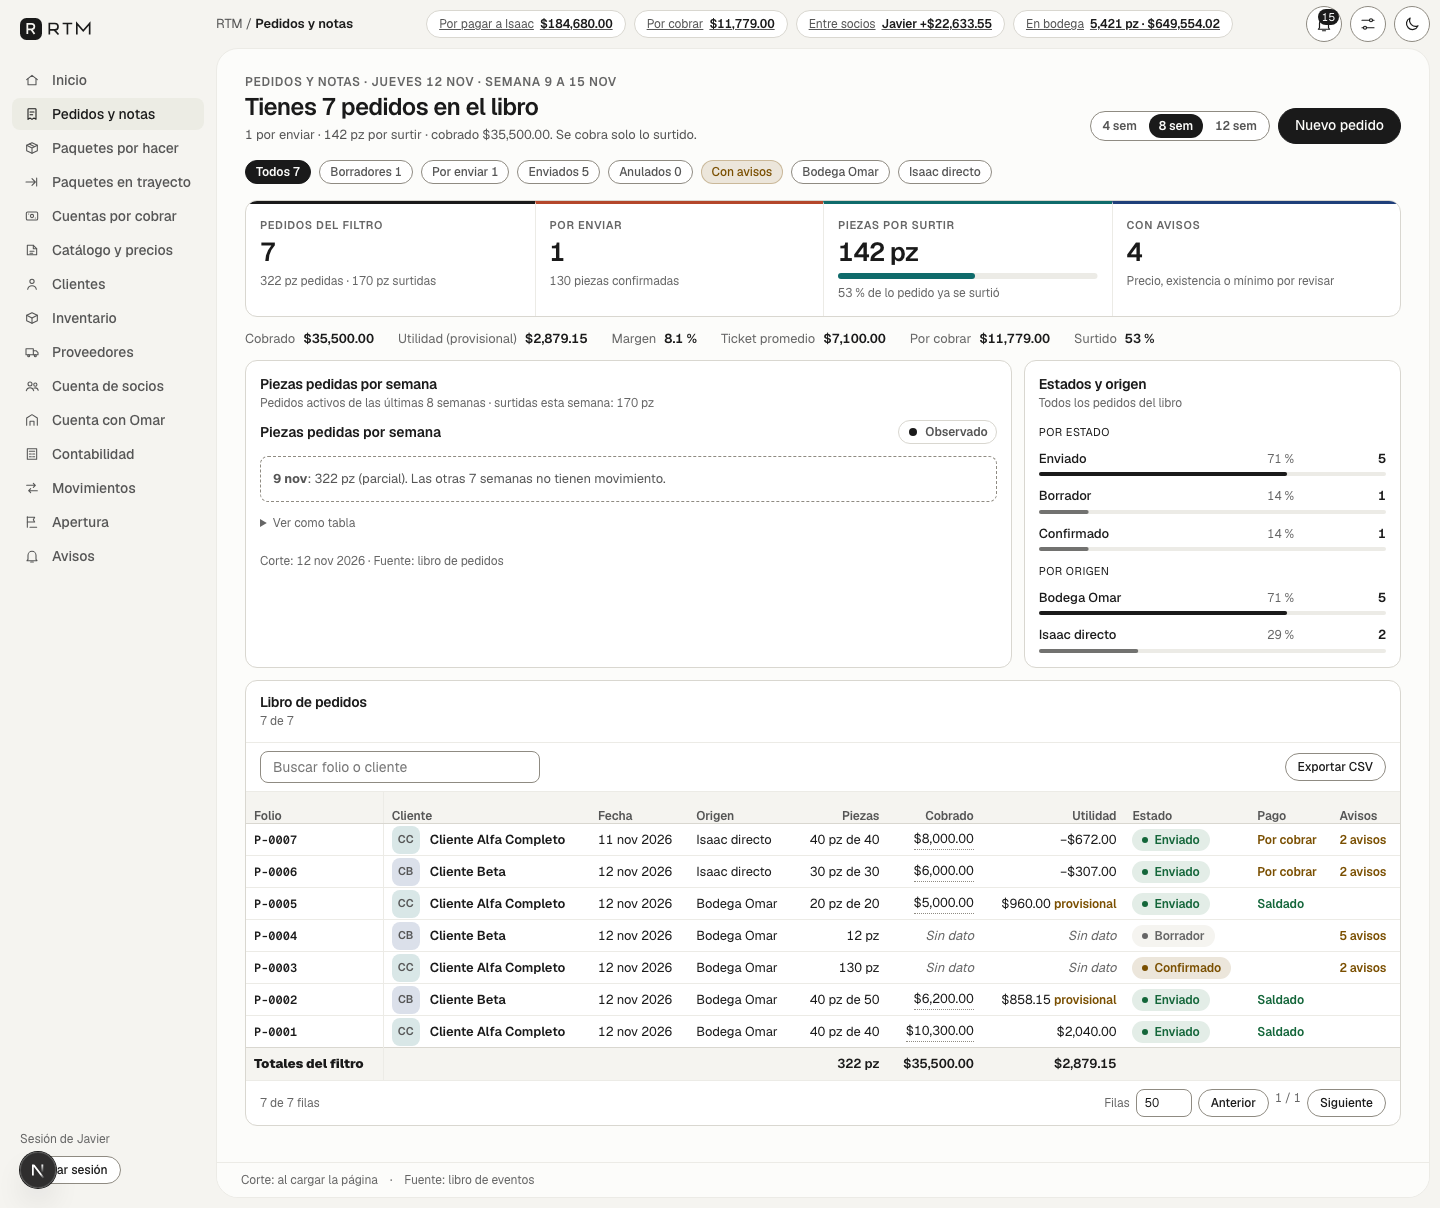 R RTM
RTM / Pedidos y notas
Por pagar a Isaac $184,680.00
Por cobrar $11,779.00
Entre socios Javier +$22,633.55
En bodega 5,421 pz · $649,554.02
15
Inicio
Pedidos y notas
Paquetes por hacer
Paquetes en trayecto
Cuentas por cobrar
Catálogo y precios
Clientes
Inventario
Proveedores
Cuenta de socios
Cuenta con Omar
Contabilidad
Movimientos
Apertura
Avisos
Sesión de Javier
N
ar sesión
PEDIDOS Y NOTAS · JUEVES 12 NOV · SEMANA 9 A 15 NOV
Tienes 7 pedidos en el libro
1 por enviar · 142 pz por surtir · cobrado $35,500.00. Se cobra solo lo surtido.
4 sem 8 sem 12 sem
Nuevo pedido
Todos 7 Borradores 1 Por enviar 1 Enviados 5 Anulados 0 Con avisos Bodega Omar Isaac directo
PEDIDOS DEL FILTRO
7
322 pz pedidas · 170 pz surtidas
POR ENVIAR
1
130 piezas confirmadas
PIEZAS POR SURTIR
142 pz
53 % de lo pedido ya se surtió
CON AVISOS
4
Precio, existencia o mínimo por revisar
Cobrado $35,500.00 Utilidad (provisional) $2,879.15 Margen 8.1 % Ticket promedio $7,100.00 Por cobrar $11,779.00 Surtido 53 %
Piezas pedidas por semana
Pedidos activos de las últimas 8 semanas · surtidas esta semana: 170 pz
Piezas pedidas por semana
Observado
9 nov: 322 pz (parcial). Las otras 7 semanas no tienen movimiento.
Ver como tabla
Corte: 12 nov 2026 · Fuente: libro de pedidos
Estados y origen
Todos los pedidos del libro
POR ESTADO
Enviado 71 % 5
Borrador 14 % 1
Confirmado 14 % 1
POR ORIGEN
Bodega Omar 71 % 5
Isaac directo 29 % 2
Libro de pedidos
7 de 7
Buscar folio o cliente
Exportar CSV
Folio Cliente Fecha Origen Piezas Cobrado Utilidad Estado Pago Avisos
P-0007 CC Cliente Alfa Completo 11 nov 2026 Isaac directo 40 pz de 40 $8,000.00 −$672.00 Enviado Por cobrar 2 avisos
P-0006 CB Cliente Beta 12 nov 2026 Isaac directo 30 pz de 30 $6,000.00 −$307.00 Enviado Por cobrar 2 avisos
P-0005 CC Cliente Alfa Completo 12 nov 2026 Bodega Omar 20 pz de 20 $5,000.00 $960.00 provisional Enviado Saldado
P-0004 CB Cliente Beta 12 nov 2026 Bodega Omar 12 pz Sin dato Sin dato Borrador 5 avisos
P-0003 CC Cliente Alfa Completo 12 nov 2026 Bodega Omar 130 pz Sin dato Sin dato Confirmado 2 avisos
P-0002 CB Cliente Beta 12 nov 2026 Bodega Omar 40 pz de 50 $6,200.00 $858.15 provisional Enviado Saldado
P-0001 CC Cliente Alfa Completo 12 nov 2026 Bodega Omar 40 pz de 40 $10,300.00 $2,040.00 Enviado Saldado
Totales del filtro 322 pz $35,500.00 $2,879.15
7 de 7 filas
Filas 50 Anterior 1 / 1 Siguiente
Corte: al cargar la página · Fuente: libro de eventos